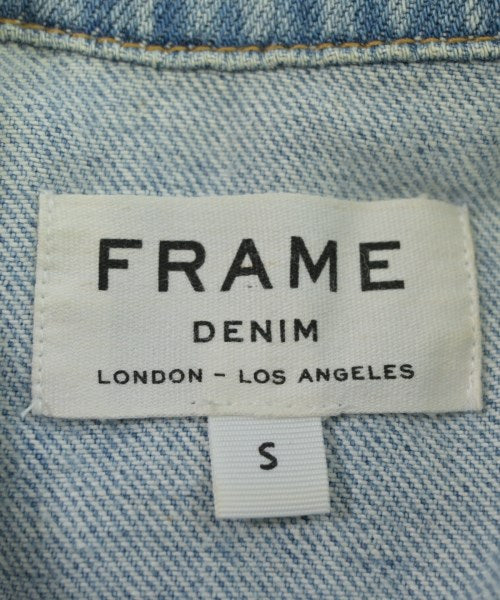 FRAME
DENIM
LONDON - LOS ANGELES
S